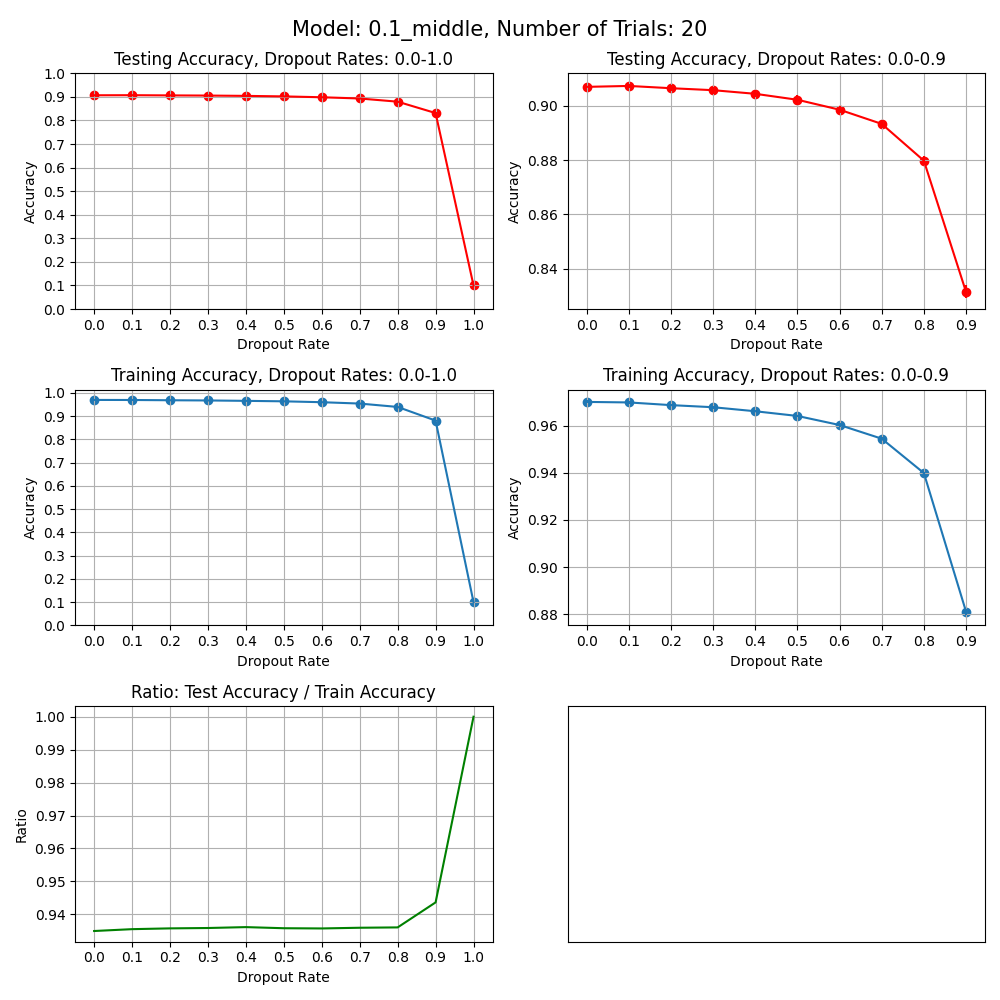 Model: 0.1_middle, Number of Trials: 20
Testing Accuracy, Dropout Rates: 0.0-1.0
1.0
0.9
0.8
0.7
0.6
0.5
0.4
0.3
0.2
0.1
0.0
Accuracy
0.0 0.1 0.2 0.3 0.4 0.5 0.6 0.7 0.8 0.9 1.0
Dropout Rate
Testing Accuracy, Dropout Rates: 0.0-0.9
0.90
0.88
0.86
0.84
Accuracy
0.0 0.1 0.2 0.3 0.4 0.5 0.6 0.7 0.8 0.9
Dropout Rate
Training Accuracy, Dropout Rates: 0.0-1.0
1.0
0.9
0.8
0.7
0.6
0.5
0.4
0.3
0.2
0.1
0.0
Accuracy
0.0 0.1 0.2 0.3 0.4 0.5 0.6 0.7 0.8 0.9 1.0
Dropout Rate
Training Accuracy, Dropout Rates: 0.0-0.9
0.96
0.94
0.92
0.90
0.88
Accuracy
0.0 0.1 0.2 0.3 0.4 0.5 0.6 0.7 0.8 0.9
Dropout Rate
Ratio: Test Accuracy / Train Accuracy
1.00
0.99
0.98
0.97
0.96
0.95
0.94
Ratio
0.0 0.1 0.2 0.3 0.4 0.5 0.6 0.7 0.8 0.9 1.0
Dropout Rate